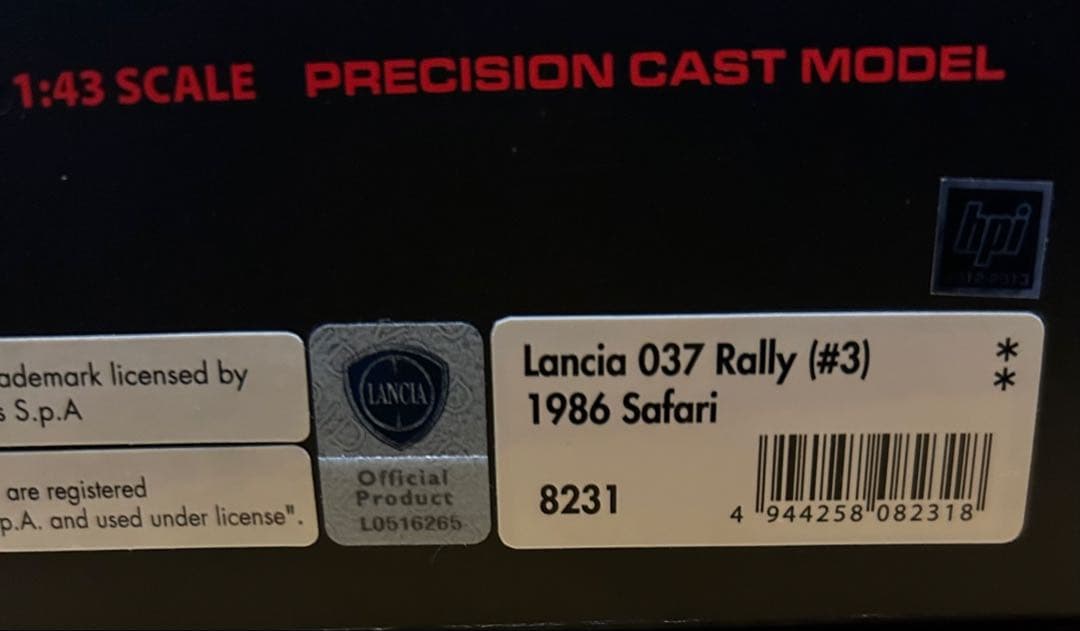 1:43 SCALE PRECISION CAST MODEL
hpi
ademark licensed by
s S.p.A
are registered
p.A. and used under license".
LANCIA
Official
Product
L0516265
Lancia 037 Rally (#3)
**
1986 Safari
8231
4 944258 082318